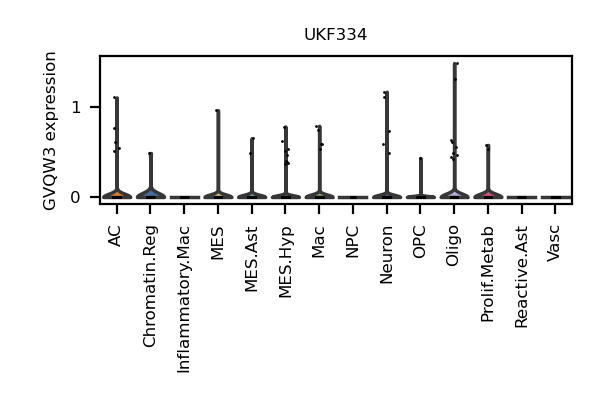 UKF334
GVQW3 expression
1
0
AC
Chromatin.Reg
Inflammatory.Mac
MES
MES.Ast
MES.Hyp
Mac
NPC
Neuron
OPC
Oligo
Prolif.Metab
Reactive.Ast
Vasc